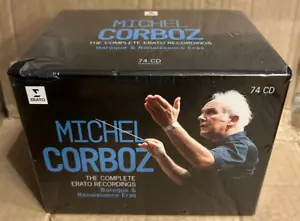 MICHEL
CORBOZ
THE COMPLETE ERATO RECORDINGS
Baroque & Renaissance Eras
74 CD
ERATO
74 CD
MICHEL
CORBOZ
THE COMPLETE
ERATO RECORDINGS
Baroque &
Renaissance Eras